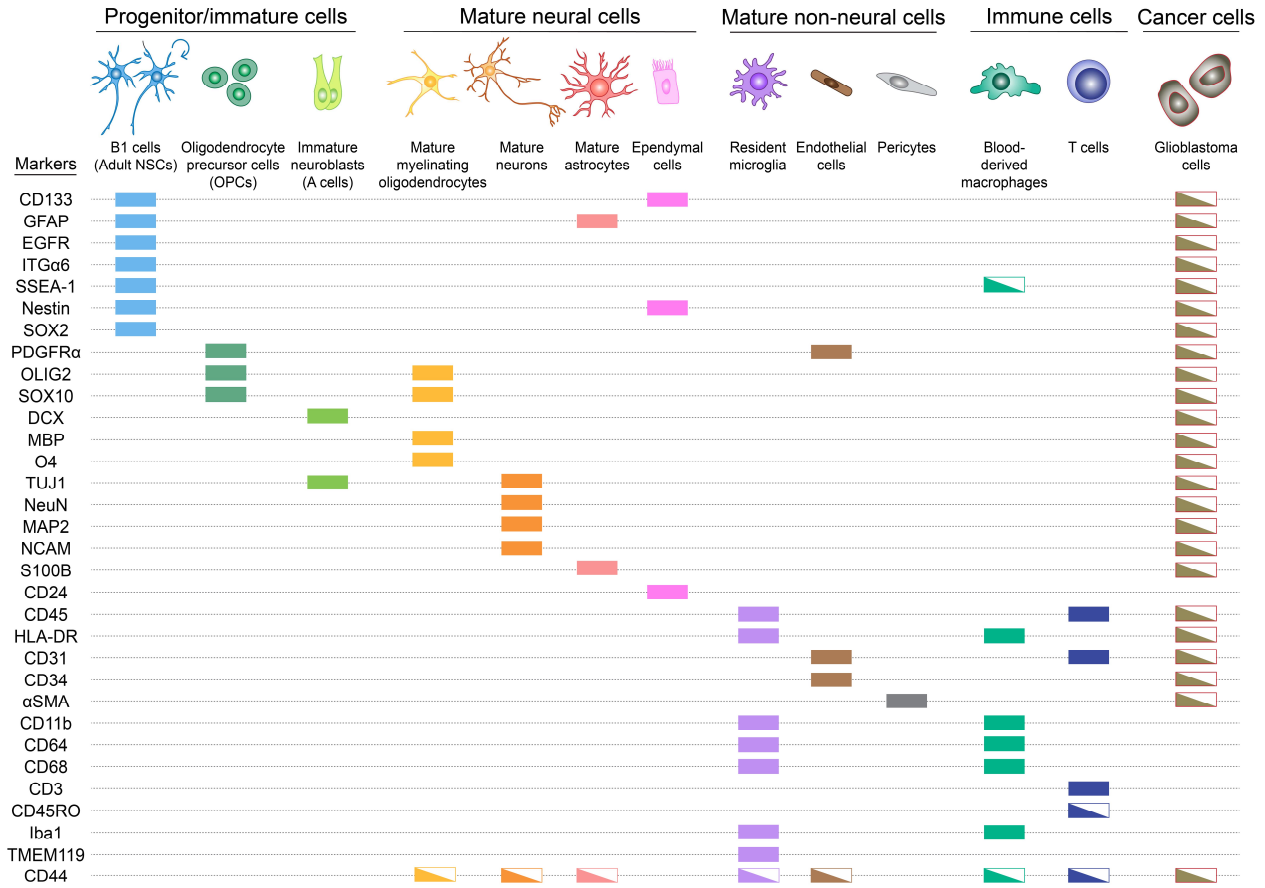 Progenitor/immature cells
Mature neural cells
Mature non-neural cells
Immune cells
Cancer cells
Markers
B1 cells
(Adult NSCs)
Oligodendrocyte
precursor cells
(OPCs)
Immature
neuroblasts
(A cells)
Mature
myelinating
oligodendrocytes
Mature
neurons
Mature
astrocytes
Ependymal
cells
Resident
microglia
Endothelial
cells
Pericytes
Blood-
derived
macrophages
T cells
Glioblastoma
cells
CD133
GFAP
EGFR
ITGα6
SSEA-1
Nestin
SOX2
PDGFRα
OLIG2
SOX10
DCX
MBP
O4
TUJ1
NeuN
MAP2
NCAM
S100B
CD24
CD45
HLA-DR
CD31
CD34
αSMA
CD11b
CD64
CD68
CD3
CD45RO
Iba1
TMEM119
CD44